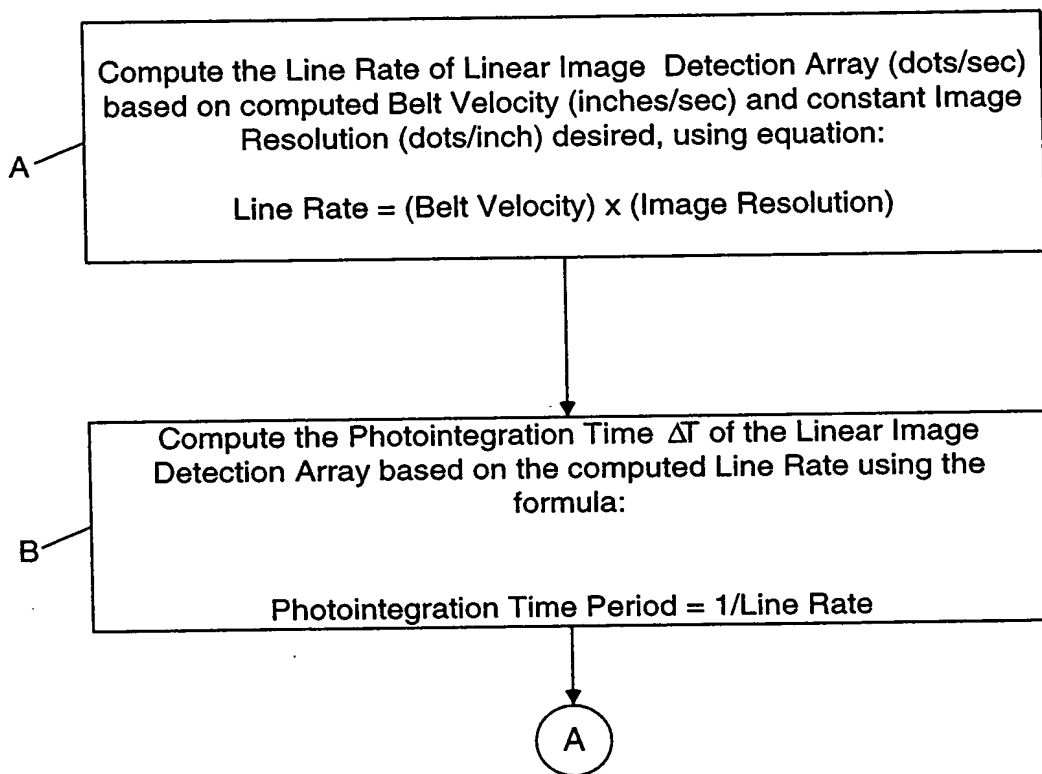 Compute the Line Rate of Linear Image Detection Array (dots/sec)
based on computed Belt Velocity (inches/sec) and constant Image
Resolution (dots/inch) desired, using equation:
A
Line Rate = (Belt Velocity) x (Image Resolution)
Compute the Photointegration Time ΔT of the Linear Image
Detection Array based on the computed Line Rate using the
formula:
B
Photointegration Time Period = 1/Line Rate
A